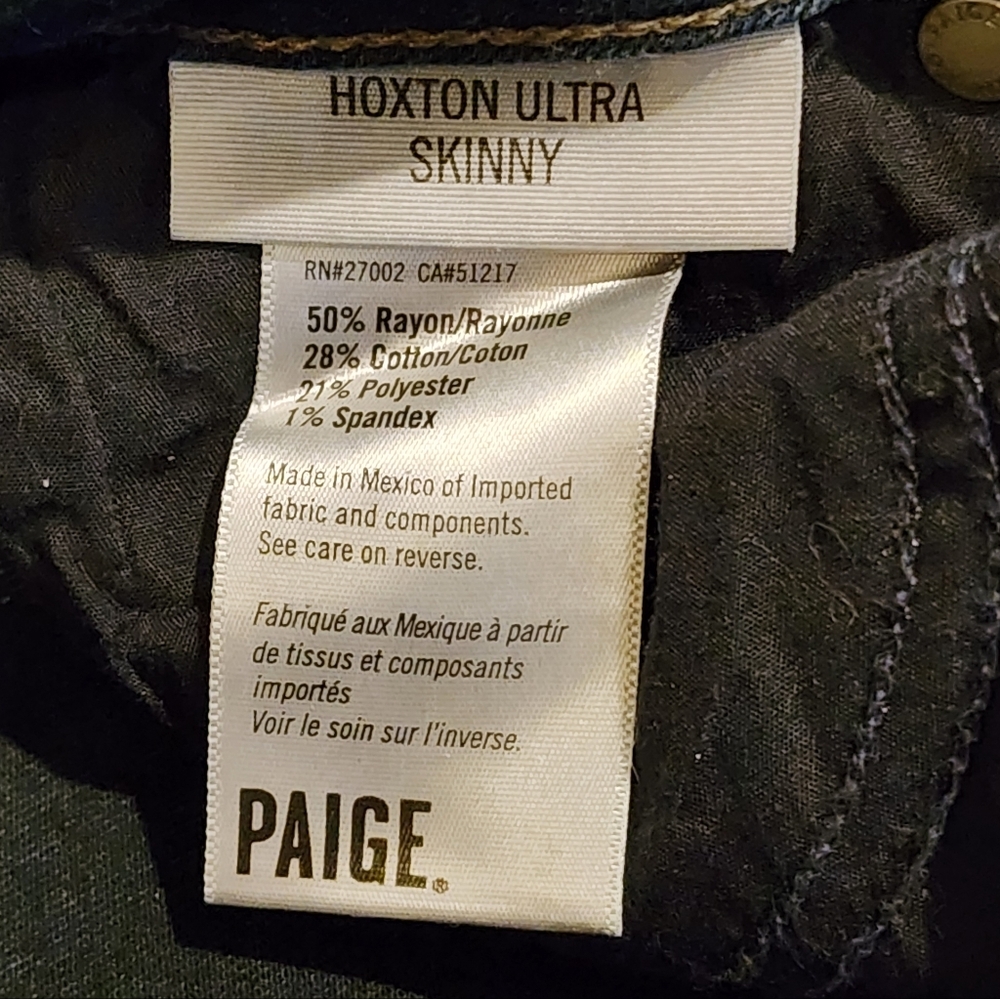 HOXTON ULTRA
SKINNY
RN#27002 CA#51217
50% Rayon/Rayonne
28% Cotton/Coton
21% Polyester
1% Spandex
Made in Mexico of Imported
fabric and components.
See care on reverse.
Fabriqué aux Mexique à partir
de tissus et composants
importés
Voir le soin sur l'inverse.
PAIGE®